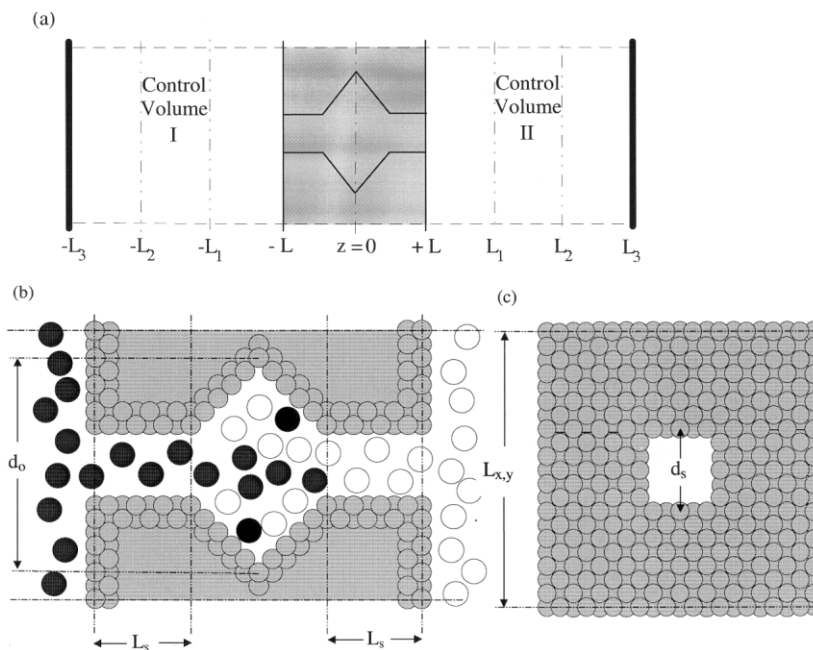 (a)
Control
Volume
I
Control
Volume
II
-L₃
-L₂
-L₁
- L
z = 0
+ L
L₁
L₂
L₃
(b)
(c)
dₒ
Lₓ,ᵧ
dₛ
Lₛ
Lₛ